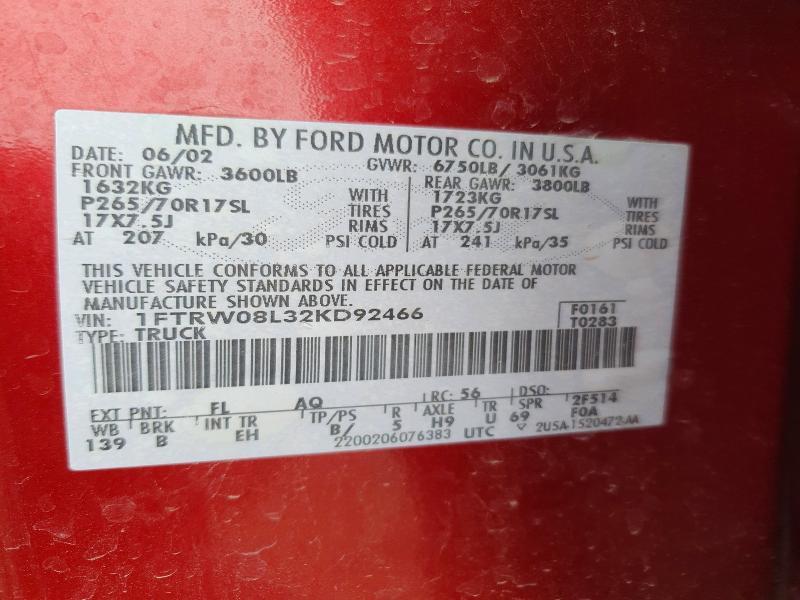 MFD. BY FORD MOTOR CO. IN U.S.A.
DATE: 06/02 GVWR: 6750LB/ 3061KG
FRONT GAWR: 3600LB REAR GAWR: 3800LB
1632KG WITH 1723KG WITH
P265/70R17SL TIRES P265/70R17SL TIRES
17X7.5J RIMS 17X7.5J RIMS
AT 207 kPa/30 PSI COLD AT 241 kPa/35 PSI COLD
THIS VEHICLE CONFORMS TO ALL APPLICABLE FEDERAL MOTOR
VEHICLE SAFETY STANDARDS IN EFFECT ON THE DATE OF
MANUFACTURE SHOWN ABOVE.
VIN: 1FTRW08L32KD92466 F0161
TYPE: TRUCK T0283
EXT PNT: FL AQ RC: 56 DSO: 2F514
WB BRK INT TR TP/PS R AXLE TR SPR F0A
139 B EH B/ 5 H9 U 69
2200206076383 UTC 2U5A-1520472-AA